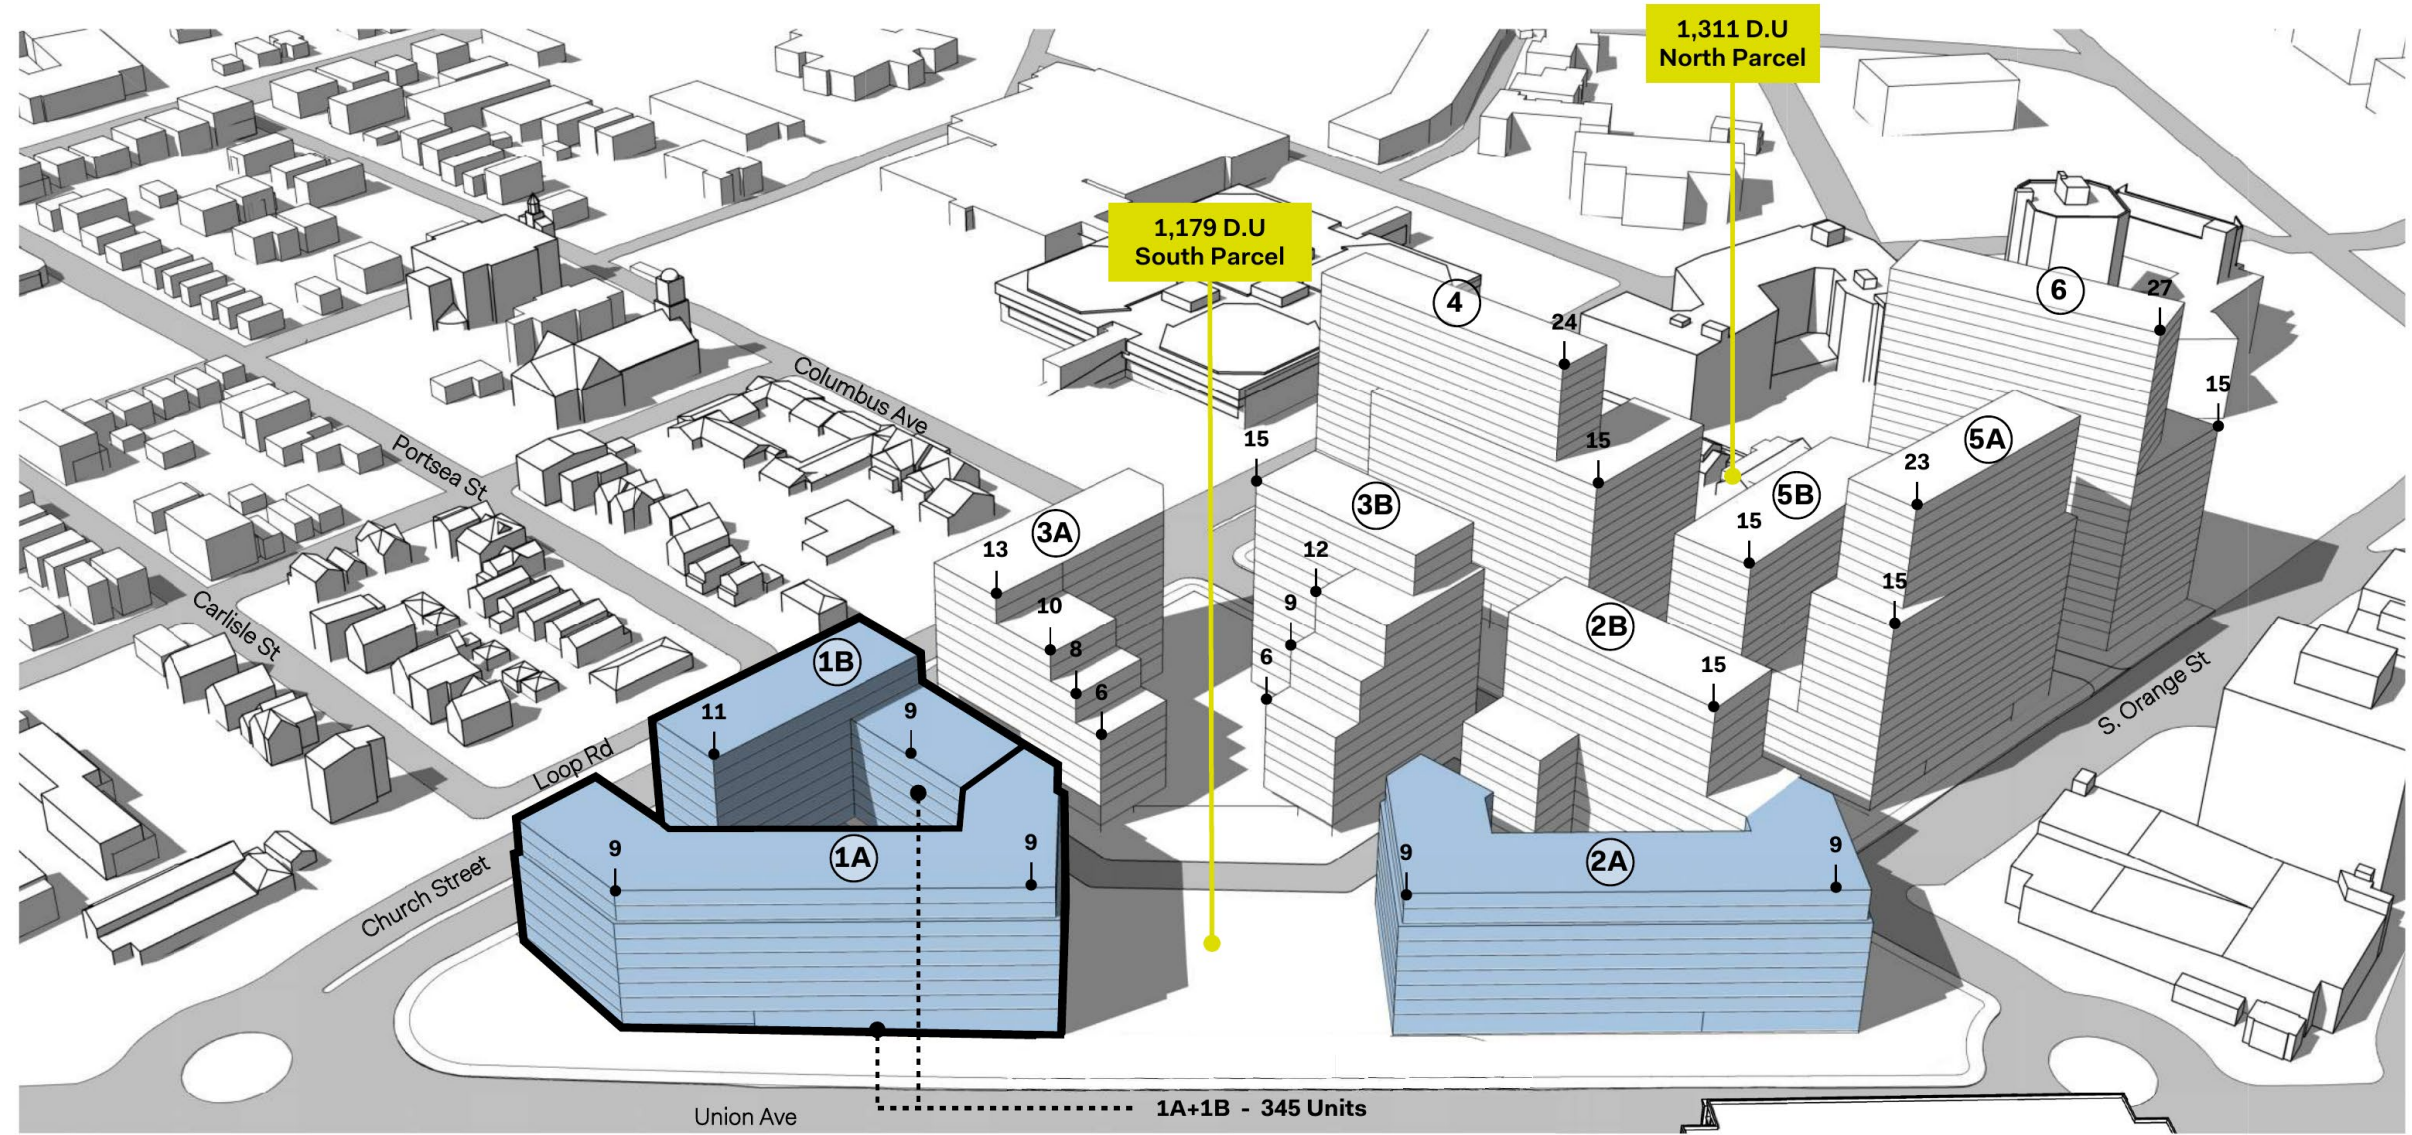 1,311 D.U
North Parcel
1,179 D.U
South Parcel
4
24
6
27
15
Columbus Ave
Portsea St
15
15
5A
23
5B
15
3A
13
3B
12
10
9
8
6
6
15
2B
15
Carlisle St
S. Orange St
1B
11
9
Loop Rd
9
1A
9
9
2A
9
Church Street
1A+1B - 345 Units
Union Ave